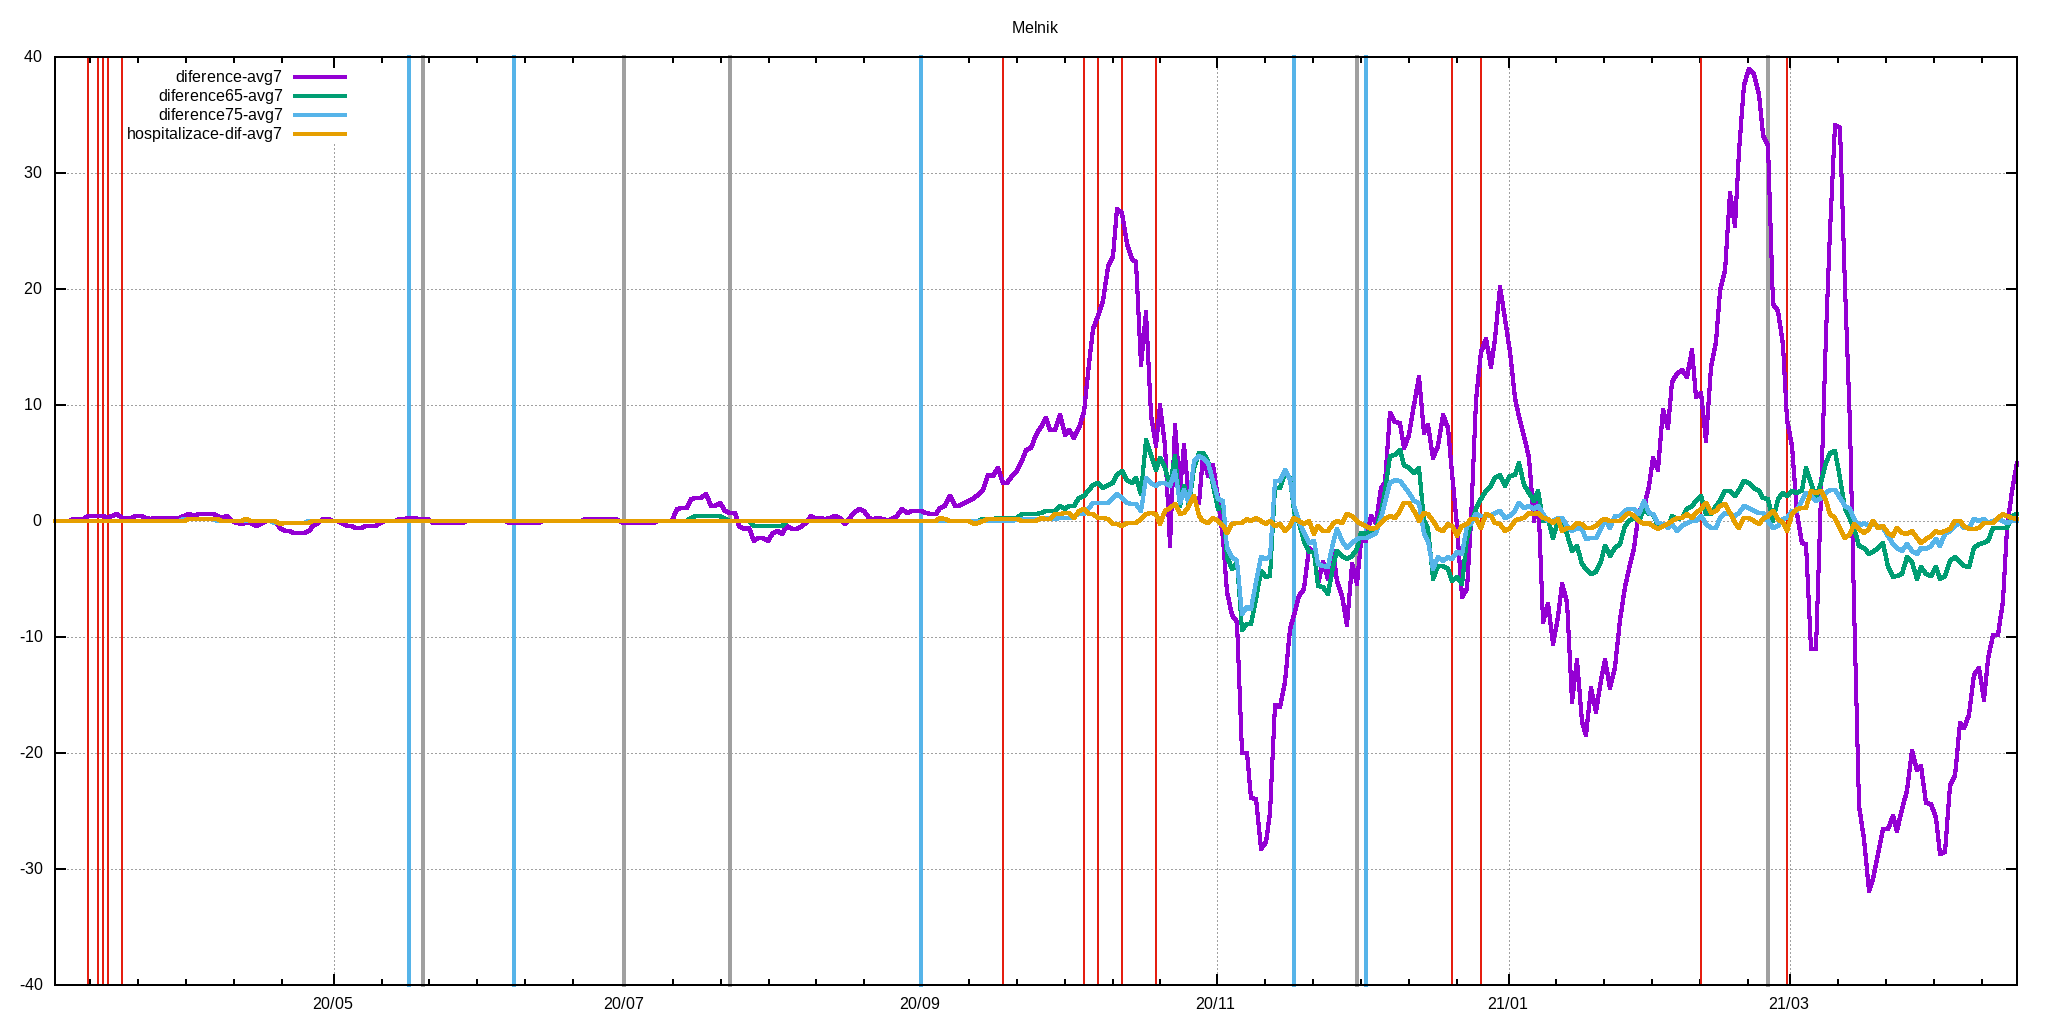 Melnik
diference-avg7
diference65-avg7
diference75-avg7
hospitalizace-dif-avg7
40
30
20
10
0
-10
-20
-30
-40
20/05 20/07 20/09 20/11 21/01 21/03